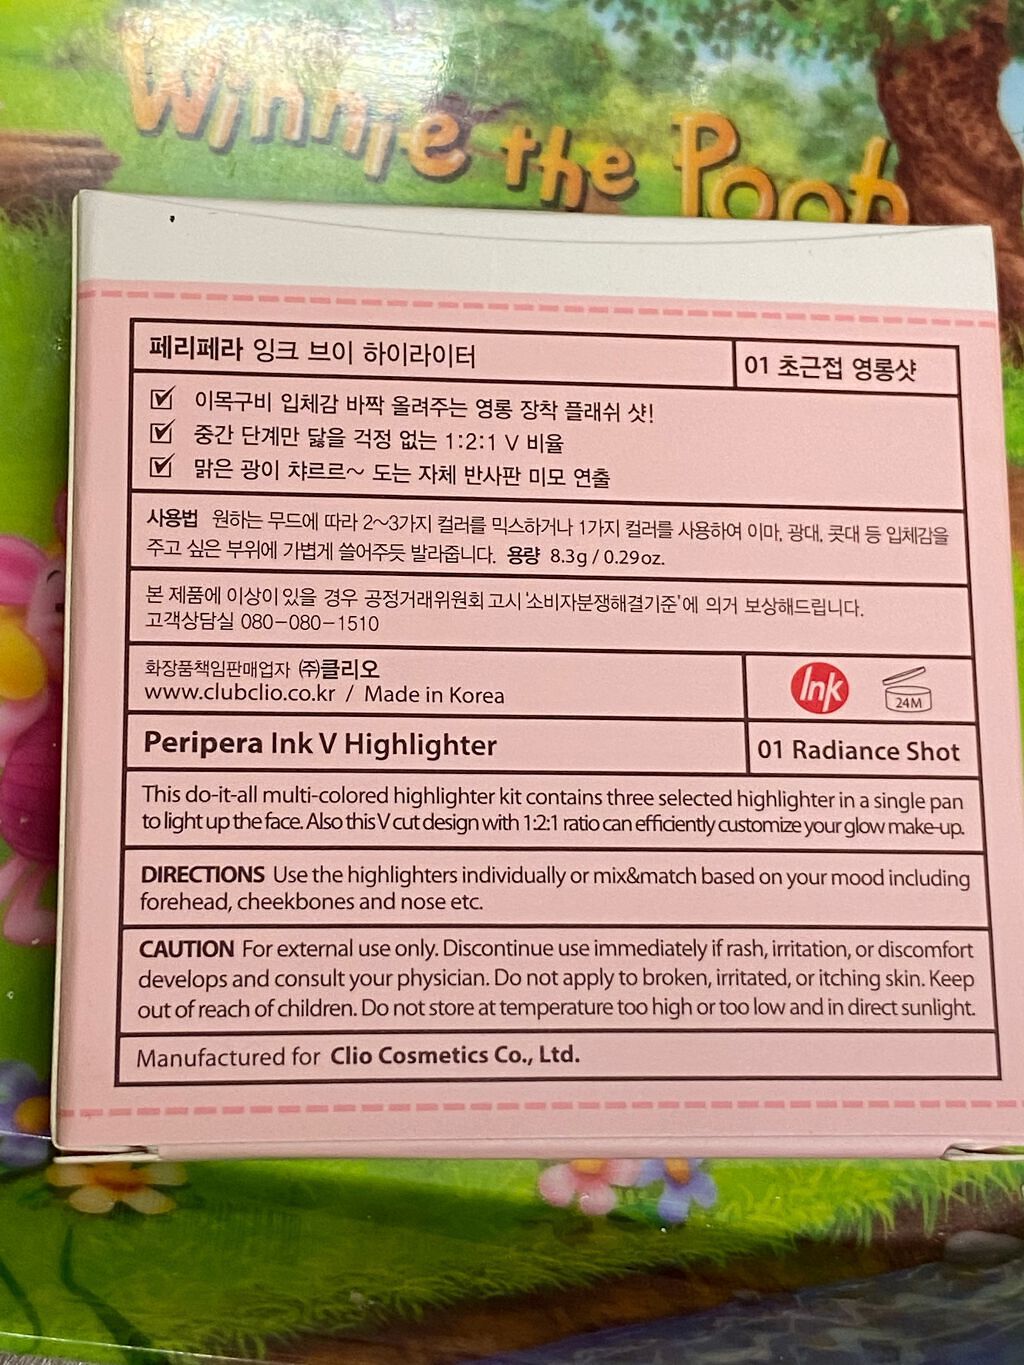 Winnie the Pooh
페리페라 잉크 브이 하이라이터
01 초근접 영롱샷
이목구비 입체감 바짝 올려주는 영롱 장착 플래쉬 샷!
중간 단계만 닳을 걱정 없는 1:2:1 V 비율
맑은 광이 챠르르~ 도는 자체 반사판 미모 연출
사용법 원하는 무드에 따라 2~3가지 컬러를 믹스하거나 1가지 컬러를 사용하여 이마, 광대, 콧대 등 입체감을
주고 싶은 부위에 가볍게 쓸어주듯 발라줍니다. 용량 8.3g / 0.29oz.
본 제품에 이상이 있을 경우 공정거래위원회 고시 '소비자분쟁해결기준'에 의거 보상해드립니다.
고객상담실 080-080-1510
화장품책임판매업자 ㈜클리오
www.clubclio.co.kr / Made in Korea
Ink
24M
Peripera Ink V Highlighter
01 Radiance Shot
This do-it-all multi-colored highlighter kit contains three selected highlighter in a single pan
to light up the face. Also this V cut design with 1:2:1 ratio can efficiently customize your glow make-up.
DIRECTIONS Use the highlighters individually or mix&match based on your mood including
forehead, cheekbones and nose etc.
CAUTION For external use only. Discontinue use immediately if rash, irritation, or discomfort
develops and consult your physician. Do not apply to broken, irritated, or itching skin. Keep
out of reach of children. Do not store at temperature too high or too low and in direct sunlight.
Manufactured for Clio Cosmetics Co., Ltd.